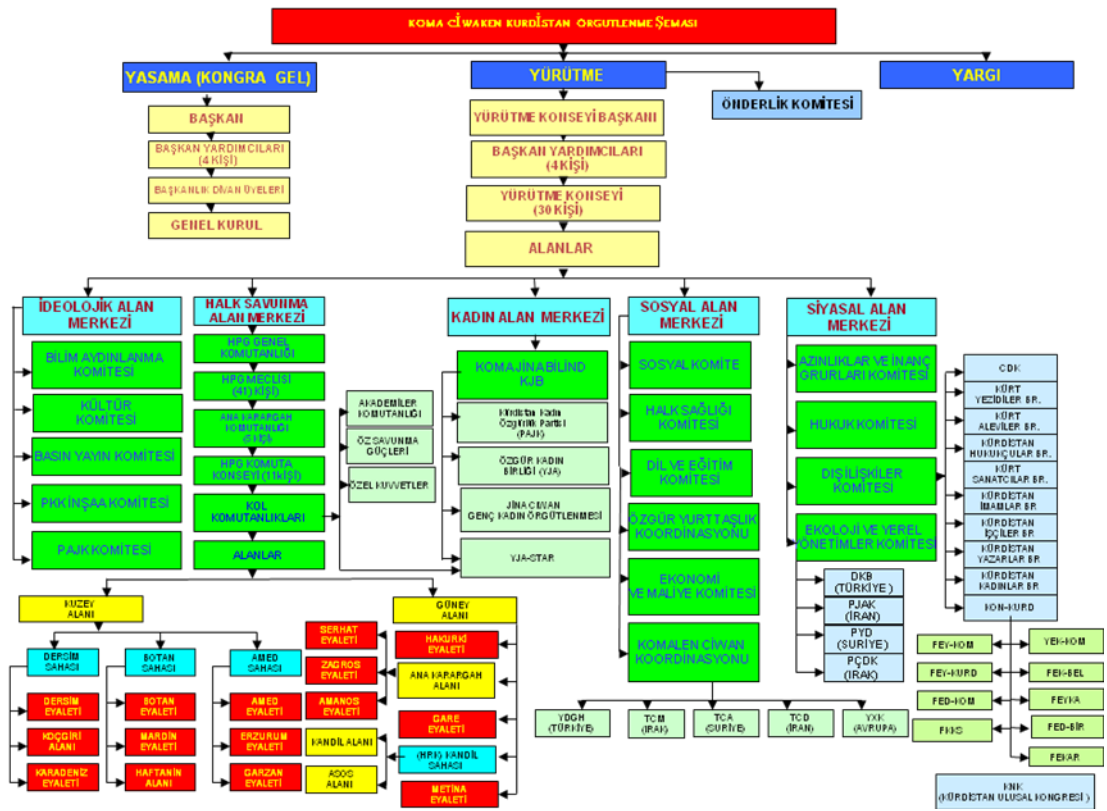 KOMA CİWAKEN KURDİSTAN ÖRGUTLENME ŞEMASI
YASAMA (KONGRA GEL)
YÜRÜTME
YARGI
ÖNDERLİK KOMİTESİ
BAŞKAN
BAŞKAN YARDIMCILARI
(4 KİŞİ)
BAŞKANLIK DİVAN ÜYELERİ
GENEL KURUL
YÜRÜTME KONSEYİ BAŞKANI
BAŞKAN YARDIMCILARI
(4 KİŞİ)
YÜRÜTME KONSEYİ
(30 KİŞİ)
ALANLAR
İDEOLOJİK ALAN
MERKEZİ
BİLİM AYDINLANMA
KOMİTESİ
KÜLTÜR
KOMİTESİ
BASIN YAYIN KOMİTESİ
PKK İNŞAA KOMİTESİ
PAJK KOMİTESİ
HALK SAVUNMA
ALAN MERKEZİ
HPG GENEL
KOMUTANLIĞI
HPG MECLİSİ
(41) KİŞİ
ANA KARARGAH
KOMUTANLIĞI
(5 KİŞİ)
HPG KOMUTA
KONSEYİ (11 KİŞİ)
KOL
KOMUTANLIKLARI
ALANLAR
AKADEMİLER
KOMUTANLIĞI
ÖZ SAVUNMA
GÜÇLERİ
ÖZEL KUVVETLER
KADIN ALAN MERKEZİ
KOMA JİNA BİLİND
KJB
Kürdistan Kadın
Özgürlük Partisi
(PAJK)
ÖZGÜR KADIN
BİRLİĞİ (YJA)
JİNA CİWAN
GENÇ KADIN ÖRGÜTLENMESİ
YJA-STAR
SOSYAL ALAN
MERKEZİ
SOSYAL KOMİTE
HALK SAĞLIĞI
KOMİTESİ
DİL VE EĞİTİM
KOMİTESİ
ÖZGÜR YURTTAŞLIK
KOORDİNASYONU
EKONOMİ
VE MALİYE KOMİTESİ
KOMALEN CİWAN
KOORDİNASYONU
YDGH
(TÜRKİYE)
TCM
(IRAK)
TCA
(SURİYE)
TCD
(İRAN)
YXK
(AVRUPA)
SİYASAL ALAN
MERKEZİ
AZINLIKLAR VE İNANÇ
GRURLARI KOMİTESİ
HUKUK KOMİTESİ
DIŞ İLİŞKİLER
KOMİTESİ
EKOLOJİ VE YEREL
YÖNETİMLER KOMİTESİ
DKB
(TÜRKİYE )
PJAK
(İRAN)
PYD
(SURİYE)
PÇDK
(IRAK)
CDK
KÜRT
YEZİDİLER BR.
KÜRT
ALEVİLER BR.
KÜRDİSTAN
HUKUKÇULAR BR.
KÜRT
SANATCILAR BR.
KÜRDİSTAN
İMAMLAR BR
KÜRDİSTAN
İŞÇİLER BR
KÜRDİSTAN
YAZARLAR BR
KÜRDİSTAN
KADINLAR BR
KON-KURD
FEY-KOM
YEK-KOM
FEY-KURD
FEK-BEL
FED-KOM
FEYKA
FKKS
FED-BİR
FEKAR
KNK
(KÜRDİSTAN ULUSAL KONGRESİ )
KUZEY
ALANI
DERSİM
SAHASI
DERSİM
EYALETİ
KOÇGİRİ
ALANI
KARADENİZ
EYALETİ
BOTAN
SAHASI
BOTAN
EYALETİ
MARDİN
EYALETİ
HAFTANİN
ALANI
AMED
SAHASI
AMED
EYALETİ
ERZURUM
EYALETİ
GARZAN
EYALETİ
GÜNEY
ALANI
SERHAT
EYALETİ
ZAGROS
EYALETİ
AMANOS
EYALETİ
KANDİL ALANI
ASOS
ALANI
HAKURKİ
EYALETİ
ANA KARARGAH
ALANI
GARE
EYALETİ
(HRK) KANDİL
SAHASI
METİNA
EYALETİ